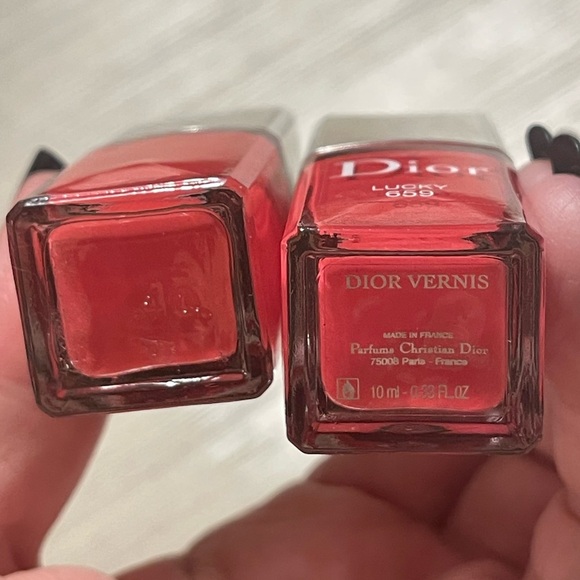 Dior
LUCKY
659
DIOR VERNIS
MADE IN FRANCE
Parfums Christian Dior
75008 Paris - France
10 ml - 0.33 FL.OZ